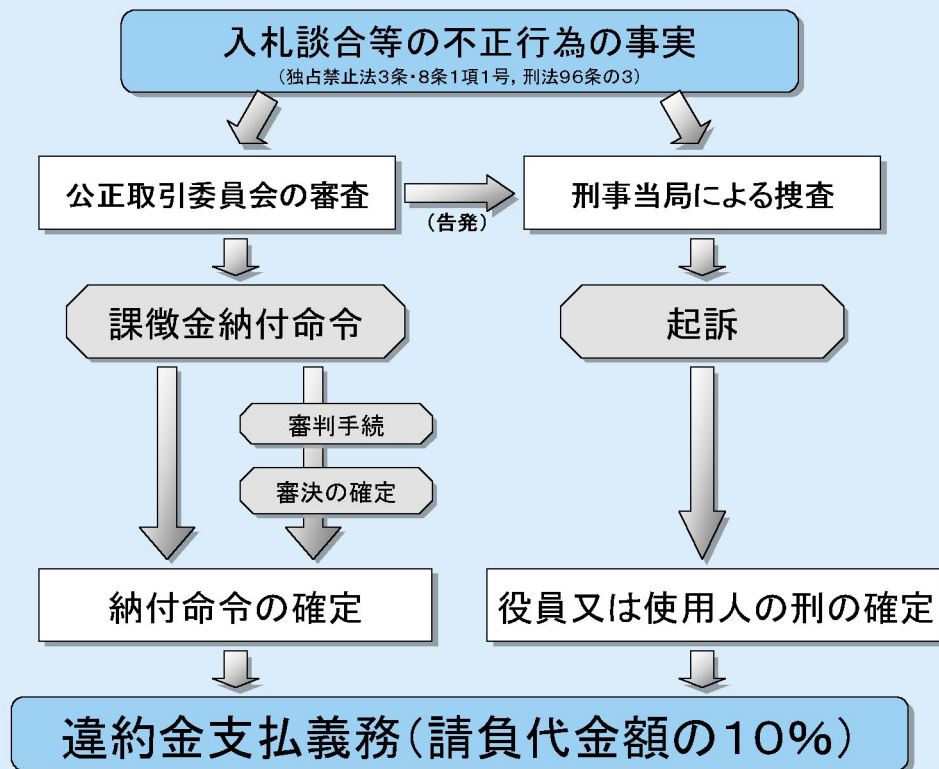 入札談合等の不正行為の事実
(独占禁止法3条・8条1項1号，刑法96条の3)
公正取引委員会の審査
(告発)
刑事当局による捜査
課徴金納付命令
起訴
審判手続
審決の確定
納付命令の確定
役員又は使用人の刑の確定
違約金支払義務(請負代金額の10%)